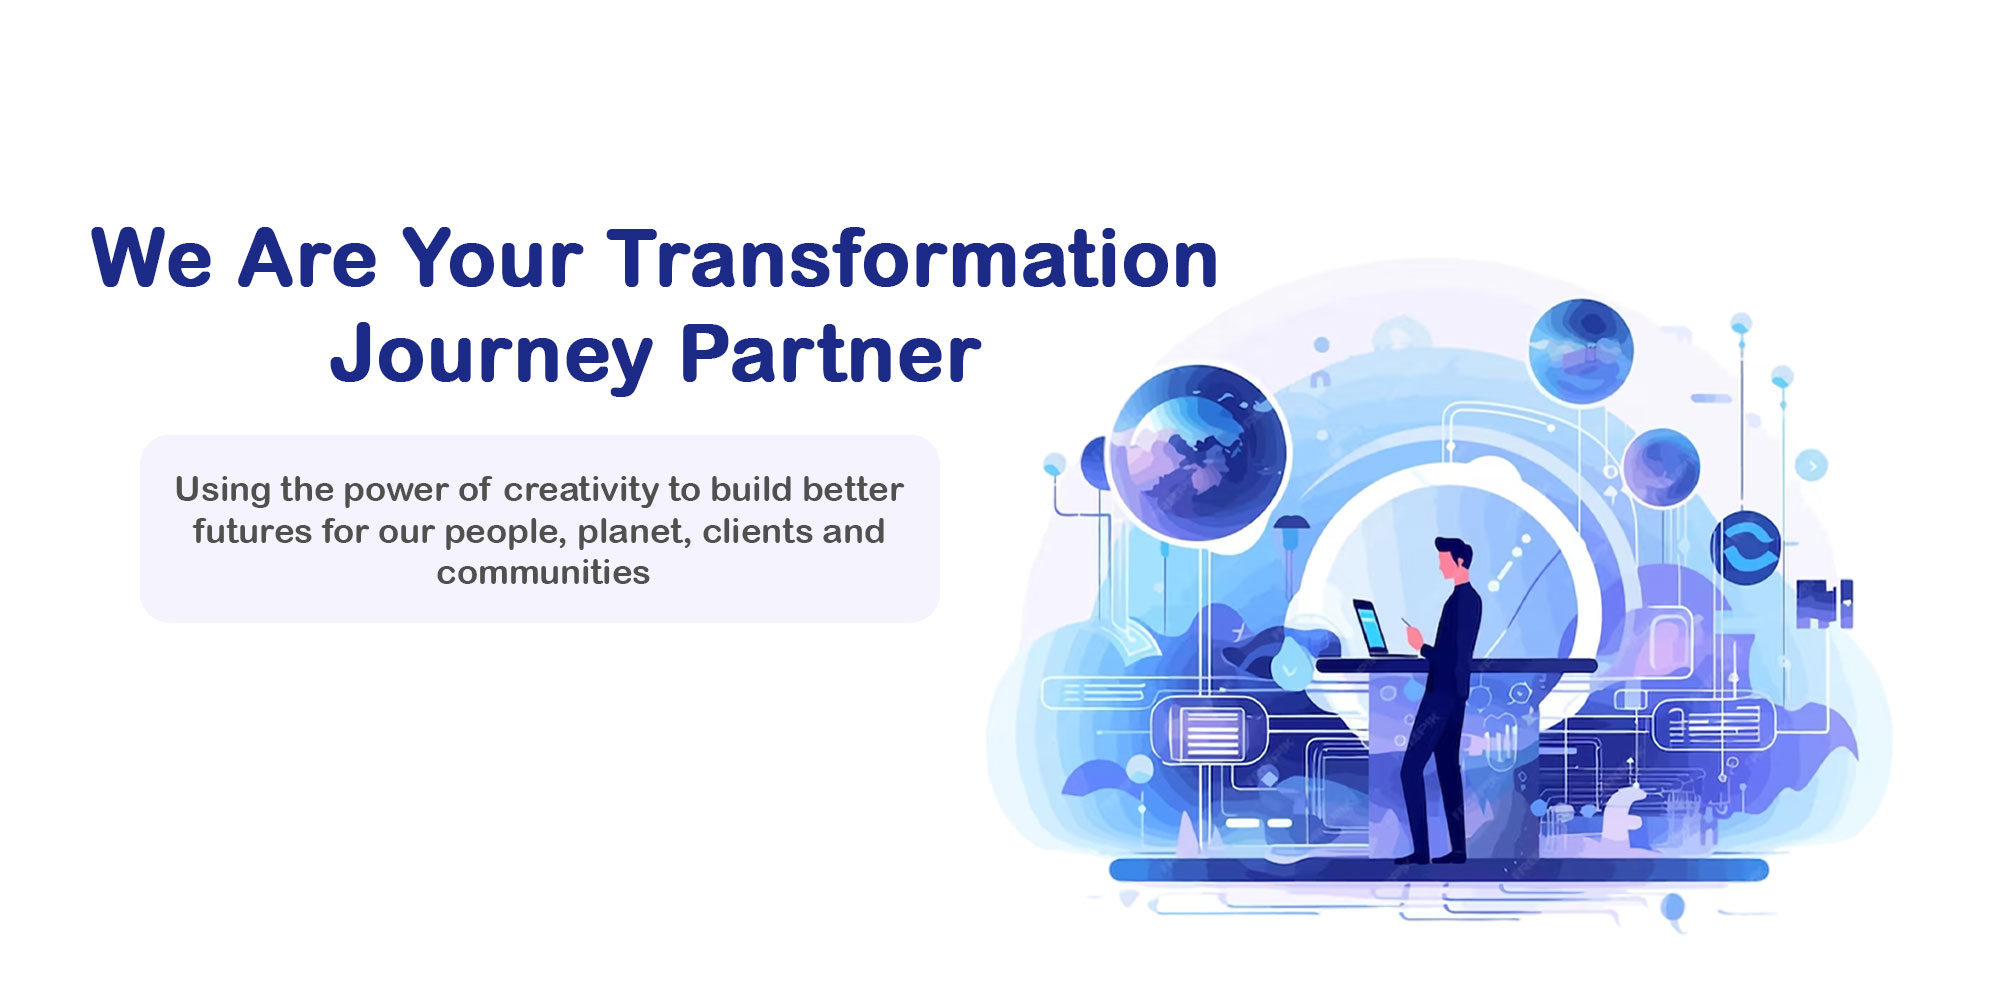 We Are Your Transformation
Journey Partner
Using the power of creativity to build better
futures for our people, planet, clients and
communities